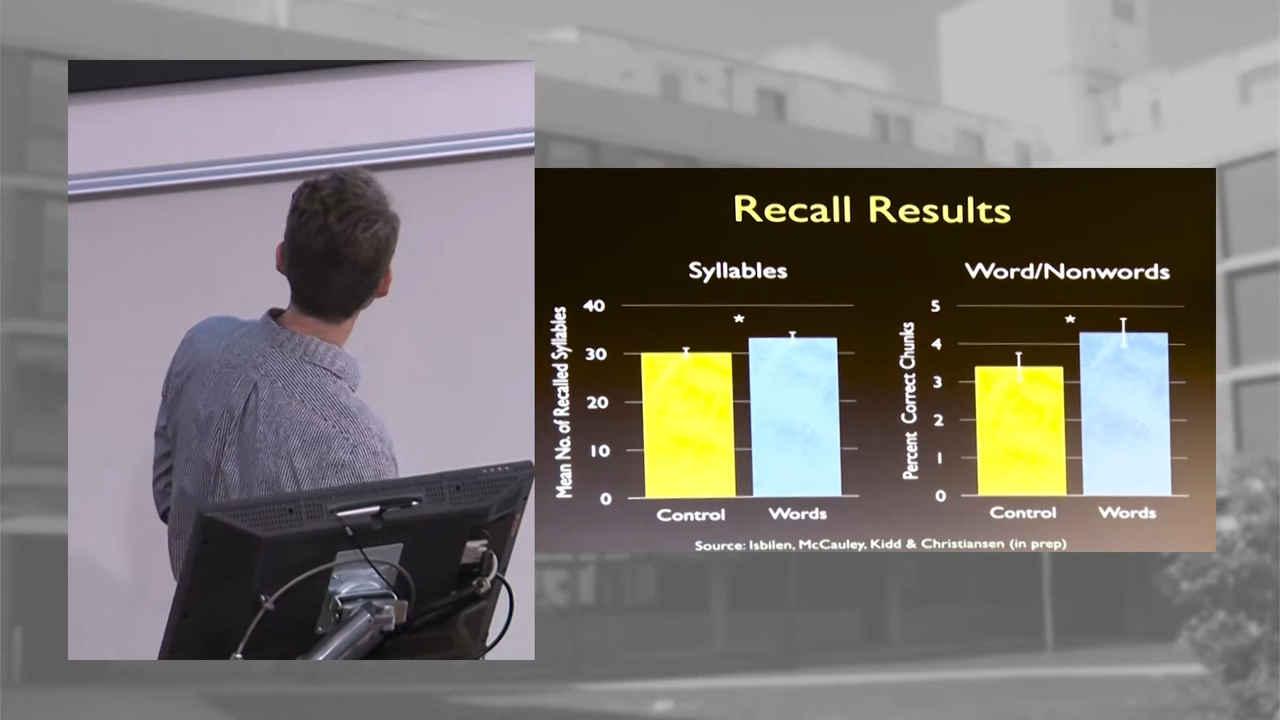 Recall Results
Syllables
Mean No. of Recalled Syllables
40
30
20
10
0
*
Control
Words
Word/Nonwords
Percent Correct Chunks
5
4
3
2
1
0
*
Control
Words
Source: Isbilen, McCauley, Kidd & Christiansen (in prep)